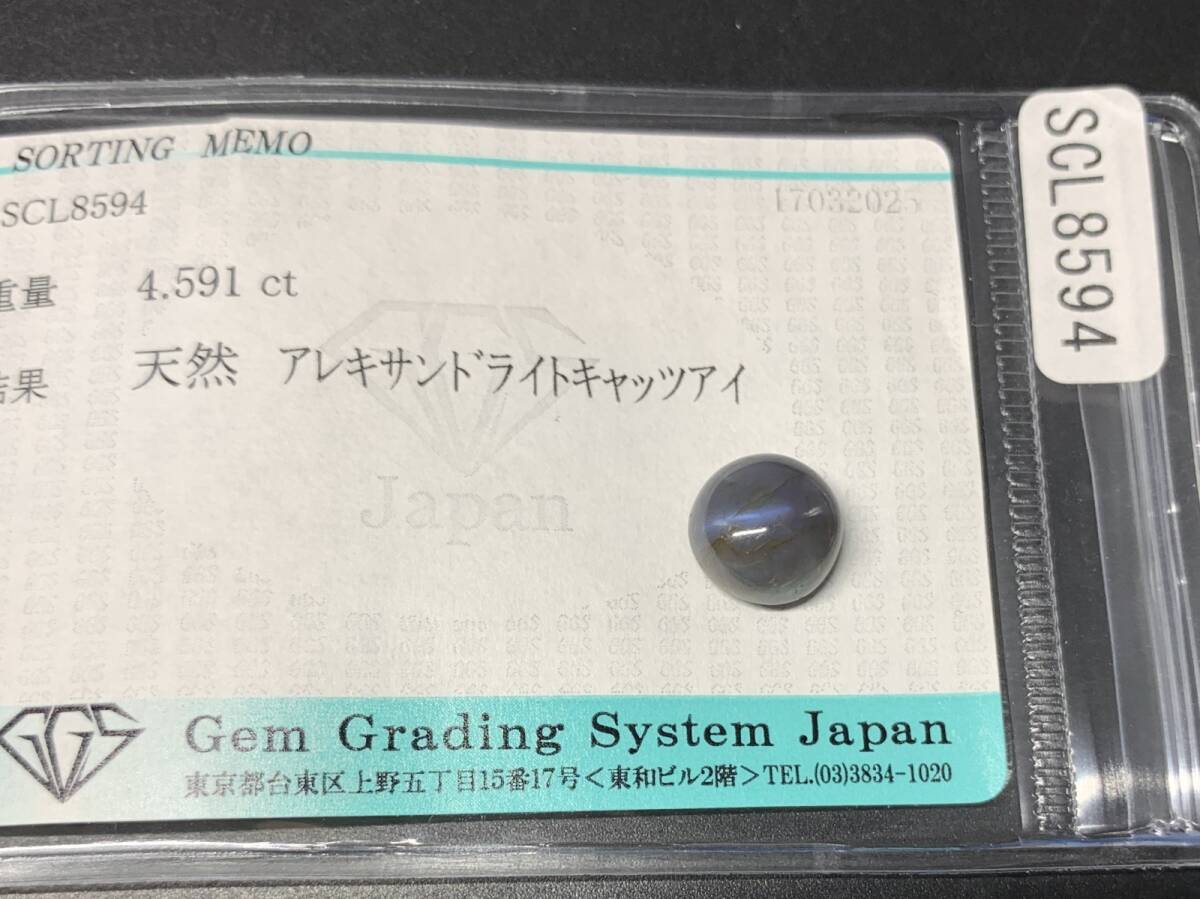 SORTING MEMO
SCL8594 17032025
重量 4.591 ct
結果 天然 アレキサンドライトキャッツアイ
Japan
GGS Gem Grading System Japan
東京都台東区上野五丁目15番17号<東和ビル2階>TEL.(03)3834-1020
SCL8594